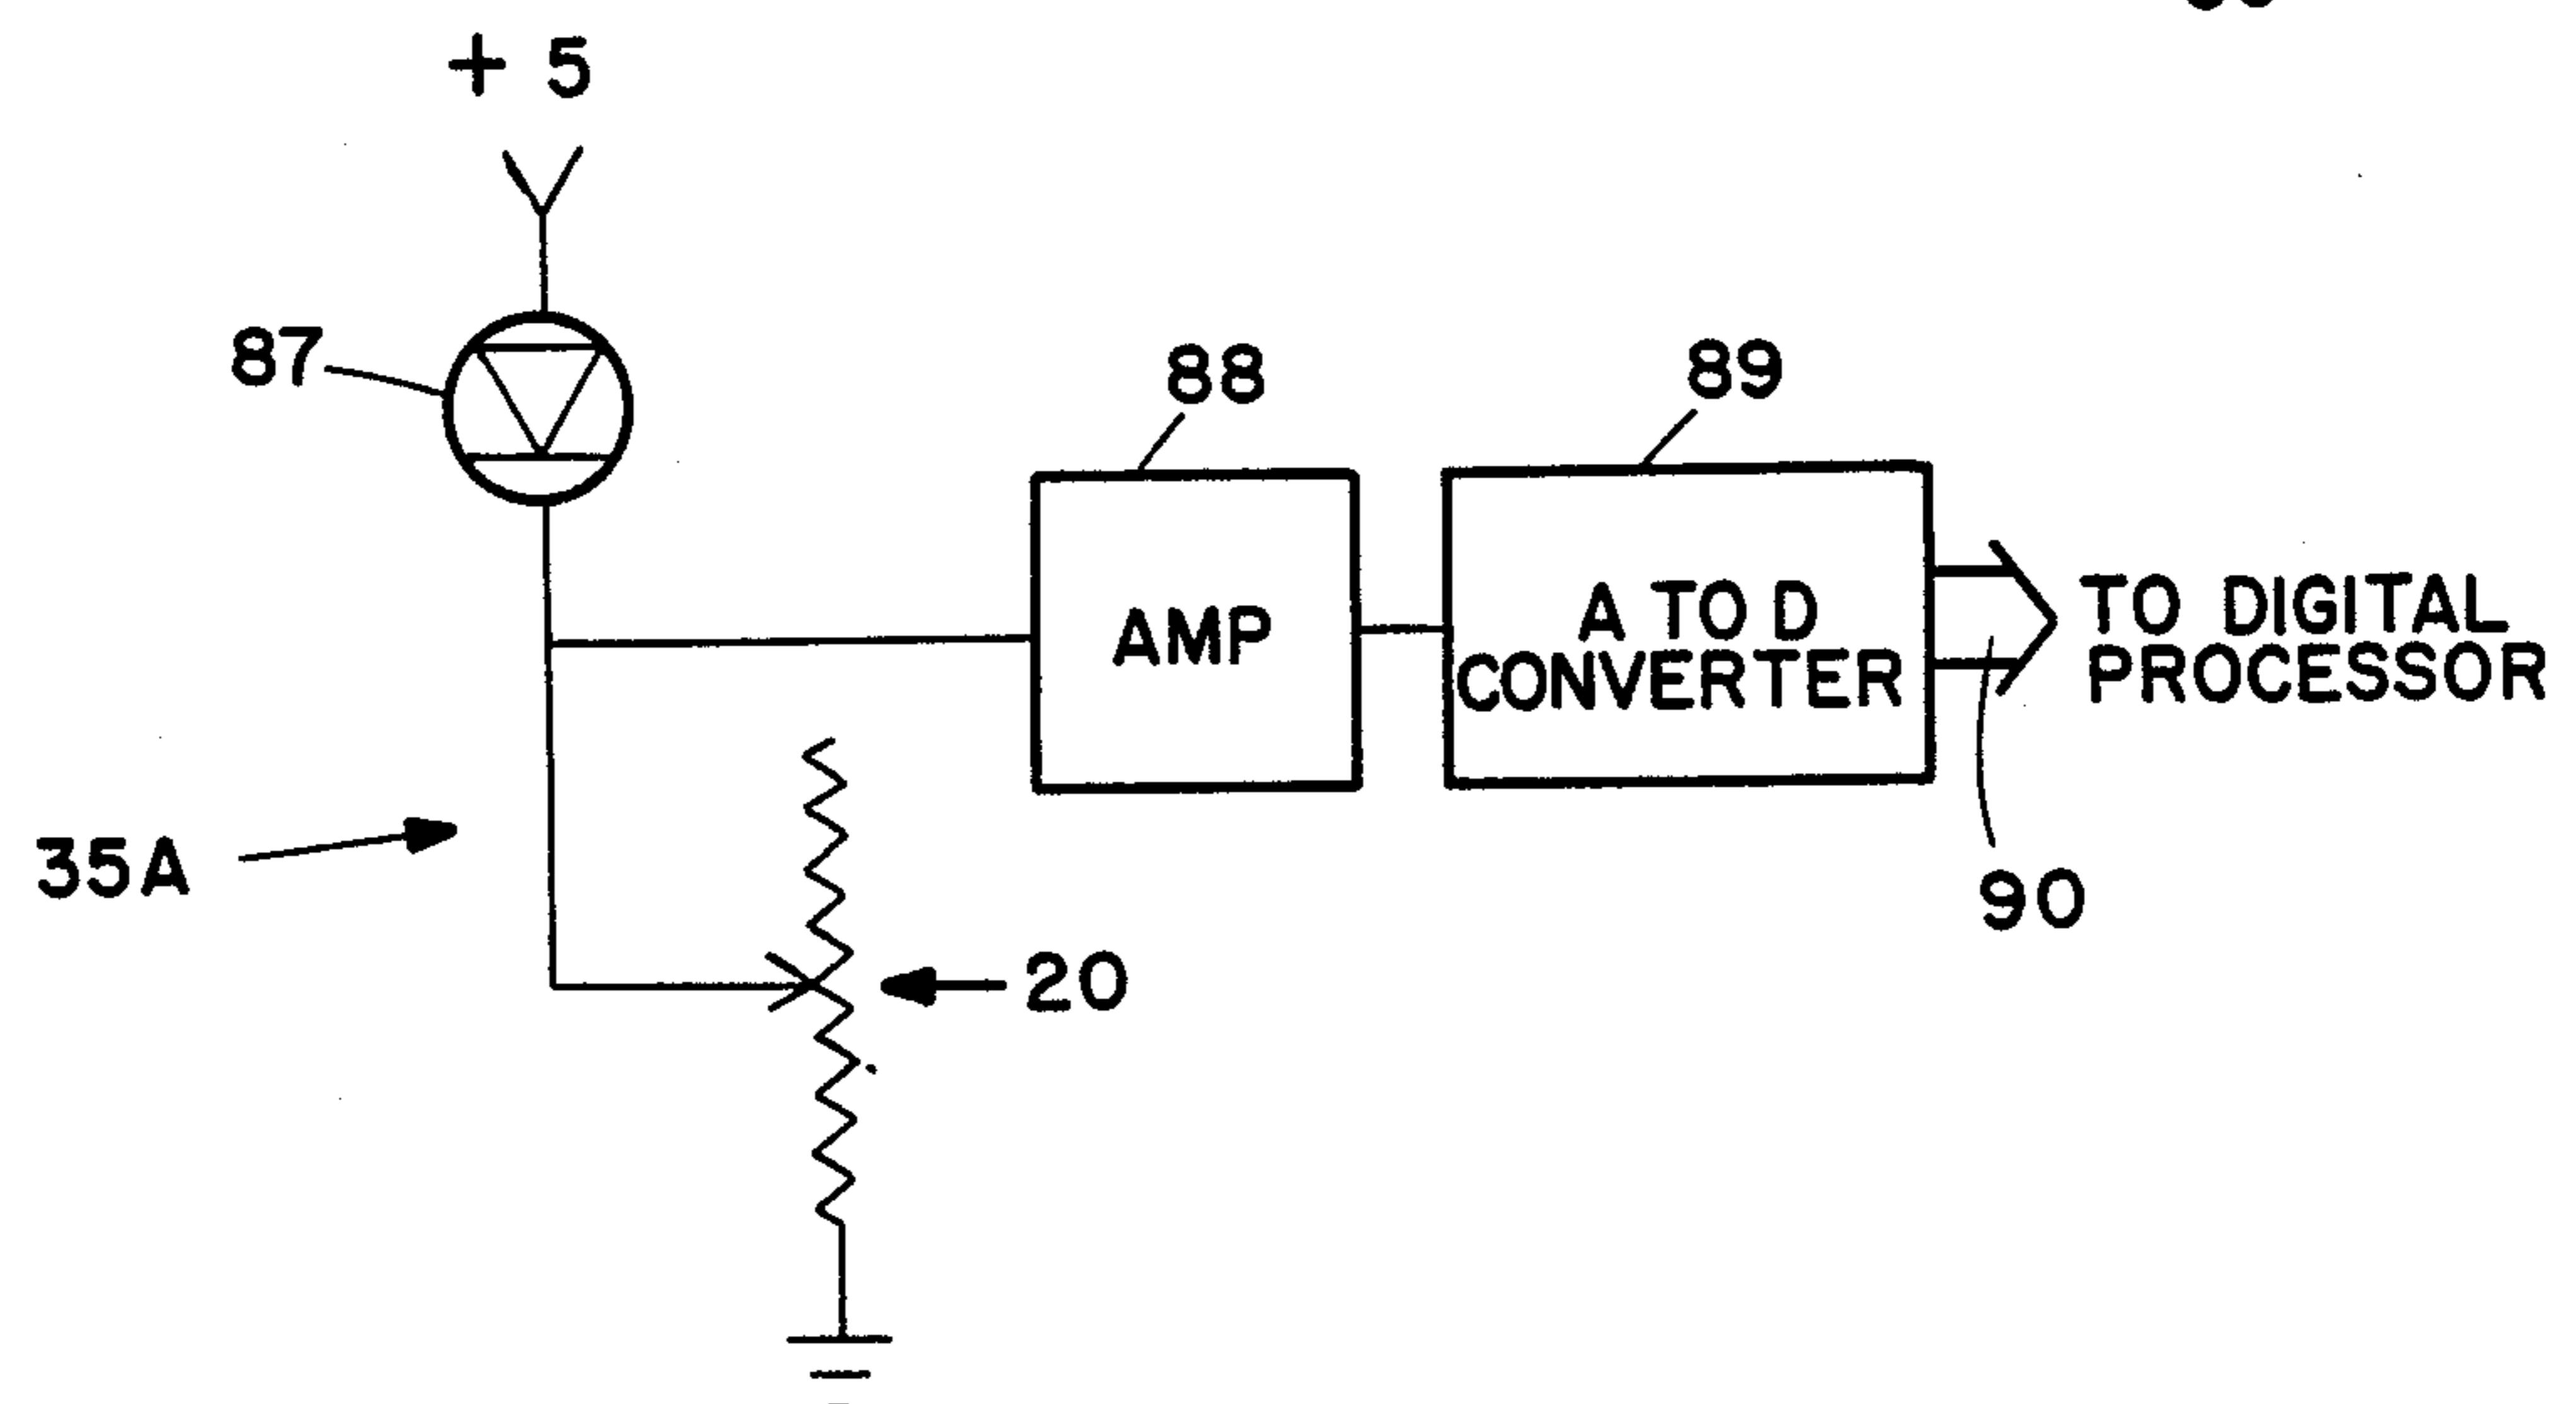 + 5
87
88
89
AMP
A TO D
CONVERTER
TO DIGITAL
PROCESSOR
35A
90
20